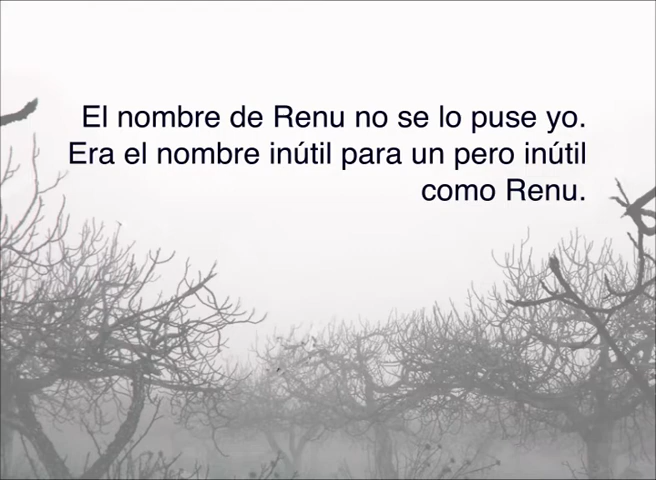 El nombre de Renu no se lo puse yo.
Era el nombre inútil para un pero inútil
como Renu.